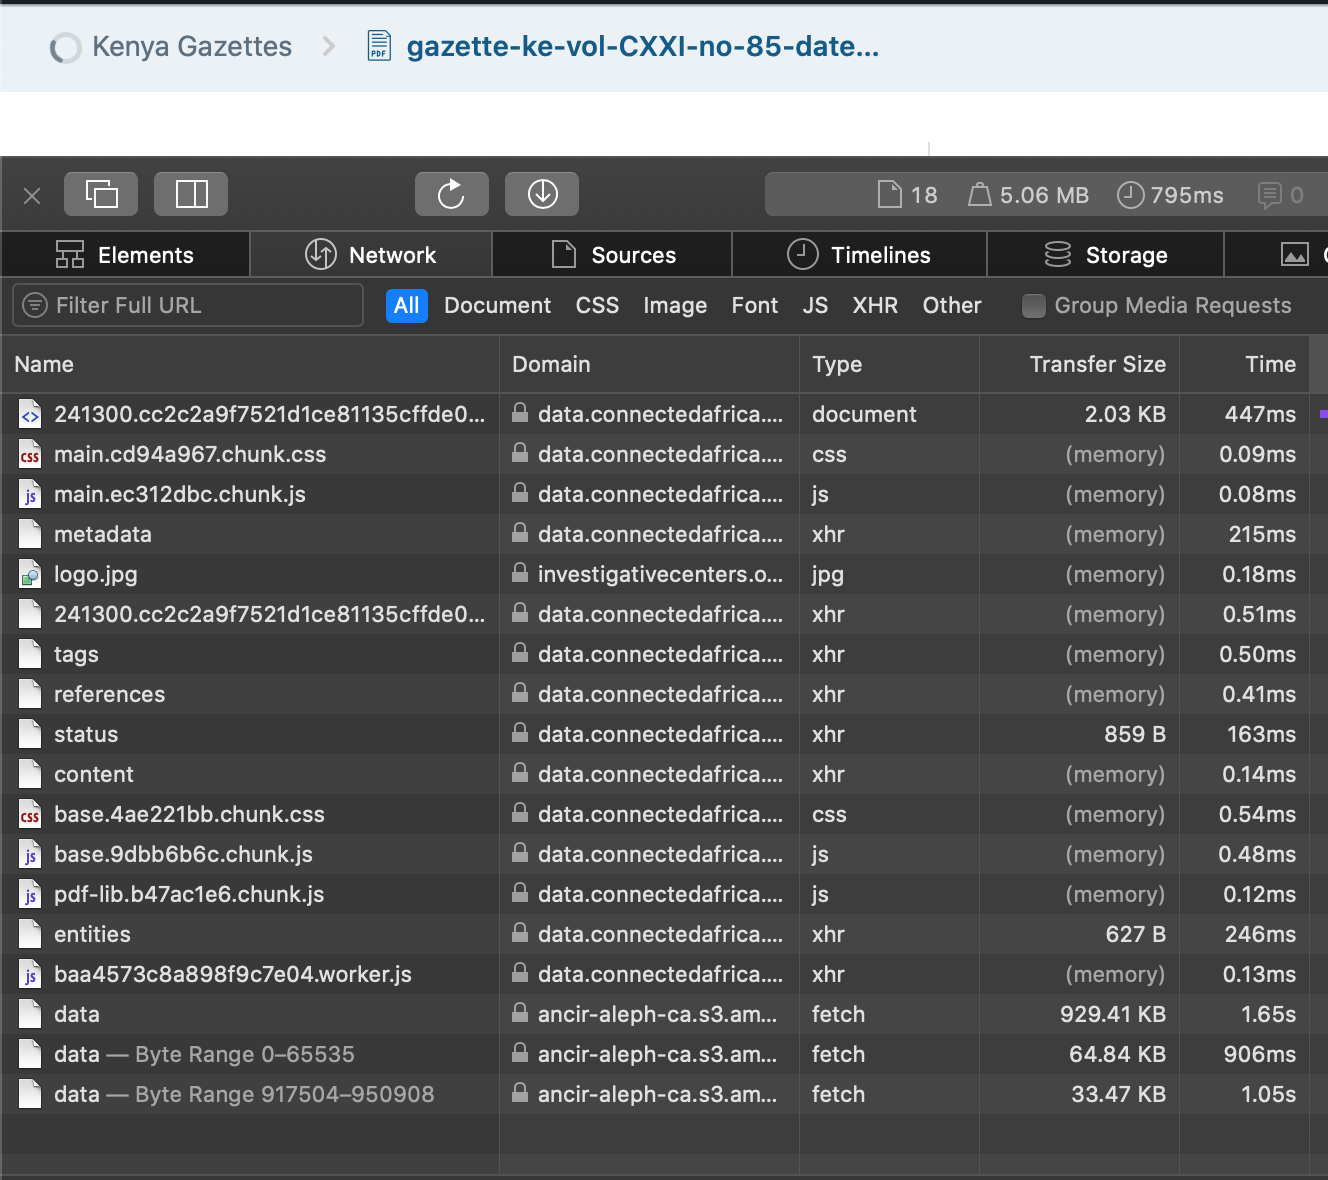 Kenya Gazettes > PDF gazette-ke-vol-CXXI-no-85-date...
18 5.06 MB 795ms 0
Elements Network Sources Timelines Storage
Filter Full URL All Document CSS Image Font JS XHR Other Group Media Requests
Name Domain Type Transfer Size Time
241300.cc2c2a9f7521d1ce81135cffde0... data.connectedafrica.... document 2.03 KB 447ms
css main.cd94a967.chunk.css data.connectedafrica.... css (memory) 0.09ms
js main.ec312dbc.chunk.js data.connectedafrica.... js (memory) 0.08ms
metadata data.connectedafrica.... xhr (memory) 215ms
logo.jpg investigativecenters.o... jpg (memory) 0.18ms
241300.cc2c2a9f7521d1ce81135cffde0... data.connectedafrica.... xhr (memory) 0.51ms
tags data.connectedafrica.... xhr (memory) 0.50ms
references data.connectedafrica.... xhr (memory) 0.41ms
status data.connectedafrica.... xhr 859 B 163ms
content data.connectedafrica.... xhr (memory) 0.14ms
css base.4ae221bb.chunk.css data.connectedafrica.... css (memory) 0.54ms
js base.9dbb6b6c.chunk.js data.connectedafrica.... js (memory) 0.48ms
js pdf-lib.b47ac1e6.chunk.js data.connectedafrica.... js (memory) 0.12ms
entities data.connectedafrica.... xhr 627 B 246ms
js baa4573c8a898f9c7e04.worker.js data.connectedafrica.... xhr (memory) 0.13ms
data ancir-aleph-ca.s3.am... fetch 929.41 KB 1.65s
data — Byte Range 0–65535 ancir-aleph-ca.s3.am... fetch 64.84 KB 906ms
data — Byte Range 917504–950908 ancir-aleph-ca.s3.am... fetch 33.47 KB 1.05s